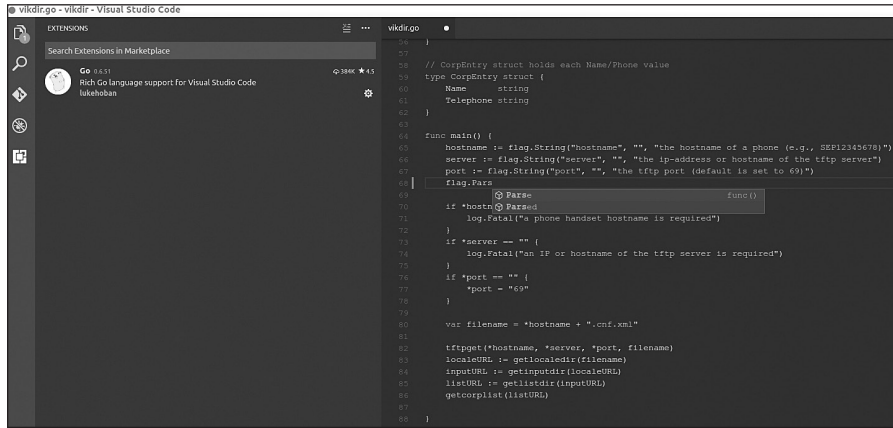 vikdir.go - vikdir - Visual Studio Code
EXTENSIONS
Search Extensions in Marketplace
Go 0.6.51
384K ★4.5
Rich Go language support for Visual Studio Code
lukehoban
1
vikdir.go
56 }
57
58 // CorpEntry struct holds each Name/Phone value
59 type CorpEntry struct {
60 Name string
61 Telephone string
62 }
63
64 func main() {
65 hostname := flag.String("hostname", "", "the hostname of a phone (e.g., SEP12345678)")
66 server := flag.String("server", "", "the ip-address or hostname of the tftp server")
67 port := flag.String("port", "", "the tftp port (default is set to 69)")
68 flag.Pars
69 Parse func()
70 if *hostn Parsed
71 log.Fatal("a phone handset hostname is required")
72 }
73 if *server == "" {
74 log.Fatal("an IP or hostname of the tftp server is required")
75 }
76 if *port == "" {
77 *port = "69"
78 }
79
80 var filename = *hostname + ".cnf.xml"
81
82 tftpget(*hostname, *server, *port, filename)
83 localeURL := getlocaledir(filename)
84 inputURL := getinputdir(localeURL)
85 listURL := getlistdir(inputURL)
86 getcorplist(listURL)
87
88 }